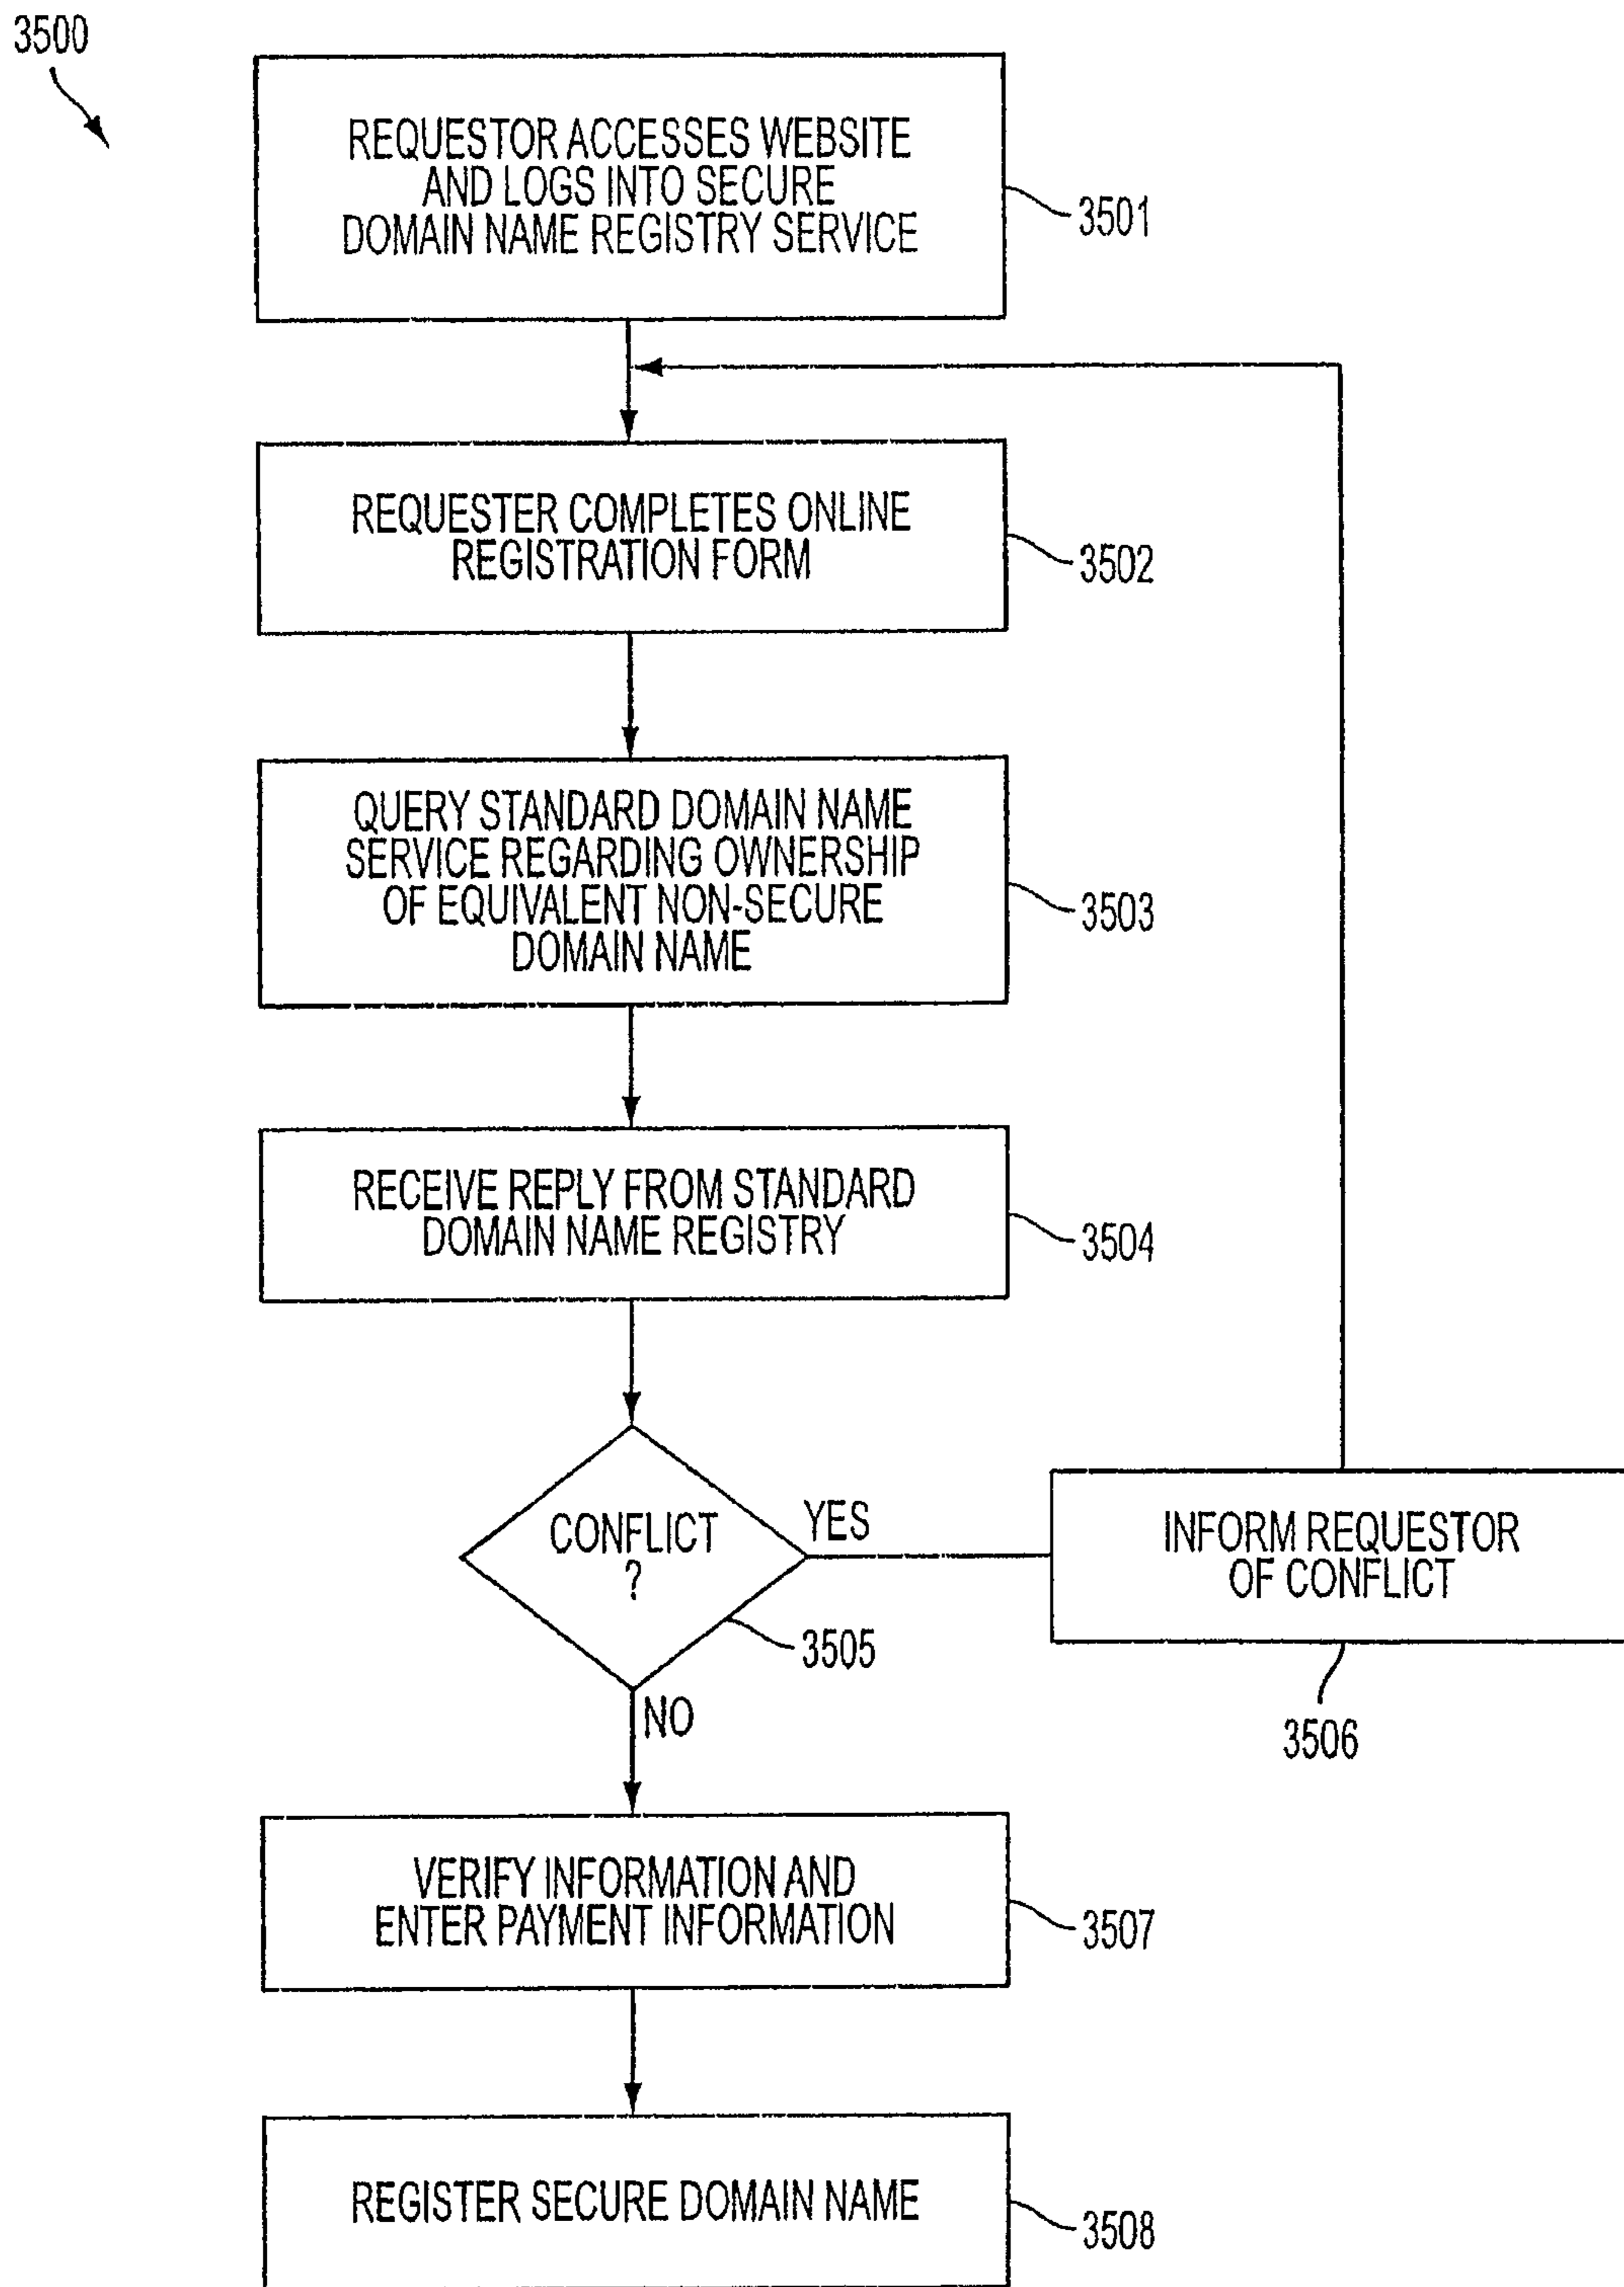 3500
REQUESTOR ACCESSES WEBSITE
AND LOGS INTO SECURE
DOMAIN NAME REGISTRY SERVICE
3501
REQUESTER COMPLETES ONLINE
REGISTRATION FORM
3502
QUERY STANDARD DOMAIN NAME
SERVICE REGARDING OWNERSHIP
OF EQUIVALENT NON-SECURE
DOMAIN NAME
3503
RECEIVE REPLY FROM STANDARD
DOMAIN NAME REGISTRY
3504
CONFLICT
?
YES
3505
NO
INFORM REQUESTOR
OF CONFLICT
3506
VERIFY INFORMATION AND
ENTER PAYMENT INFORMATION
3507
REGISTER SECURE DOMAIN NAME
3508